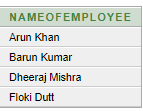 NAMEOFEMPLOYEE
Arun Khan
Barun Kumar
Dheeraj Mishra
Floki Dutt